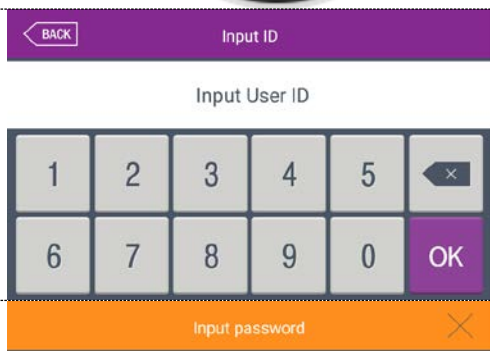 BACK Input ID
Input User ID
1 2 3 4 5 ×
6 7 8 9 0 OK
Input password